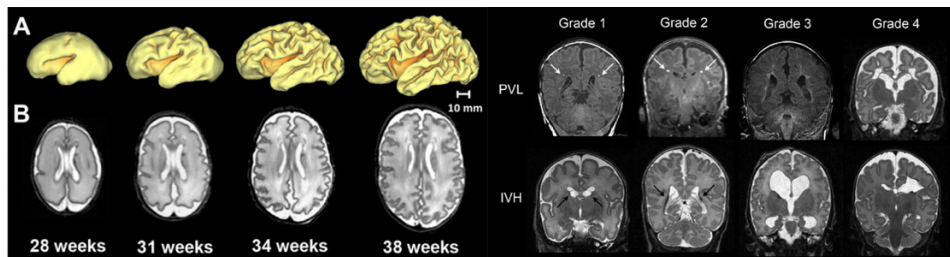 A
10 mm
B
28 weeks
31 weeks
34 weeks
38 weeks
Grade 1
Grade 2
Grade 3
Grade 4
PVL
IVH